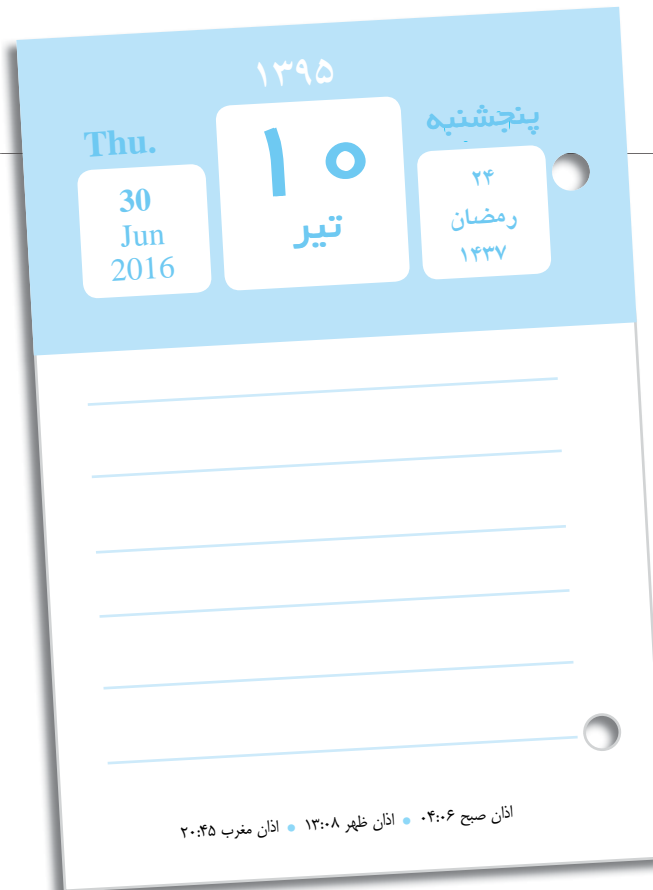 ۱۳۹۵
پنجشنبه
۲۴
رمضان
۱۴۳۷
۱۰
تیر
Thu.
30
Jun
2016
اذان صبح ۰۴:۰۶ • اذان ظهر ۱۳:۰۸ • اذان مغرب ۲۰:۴۵